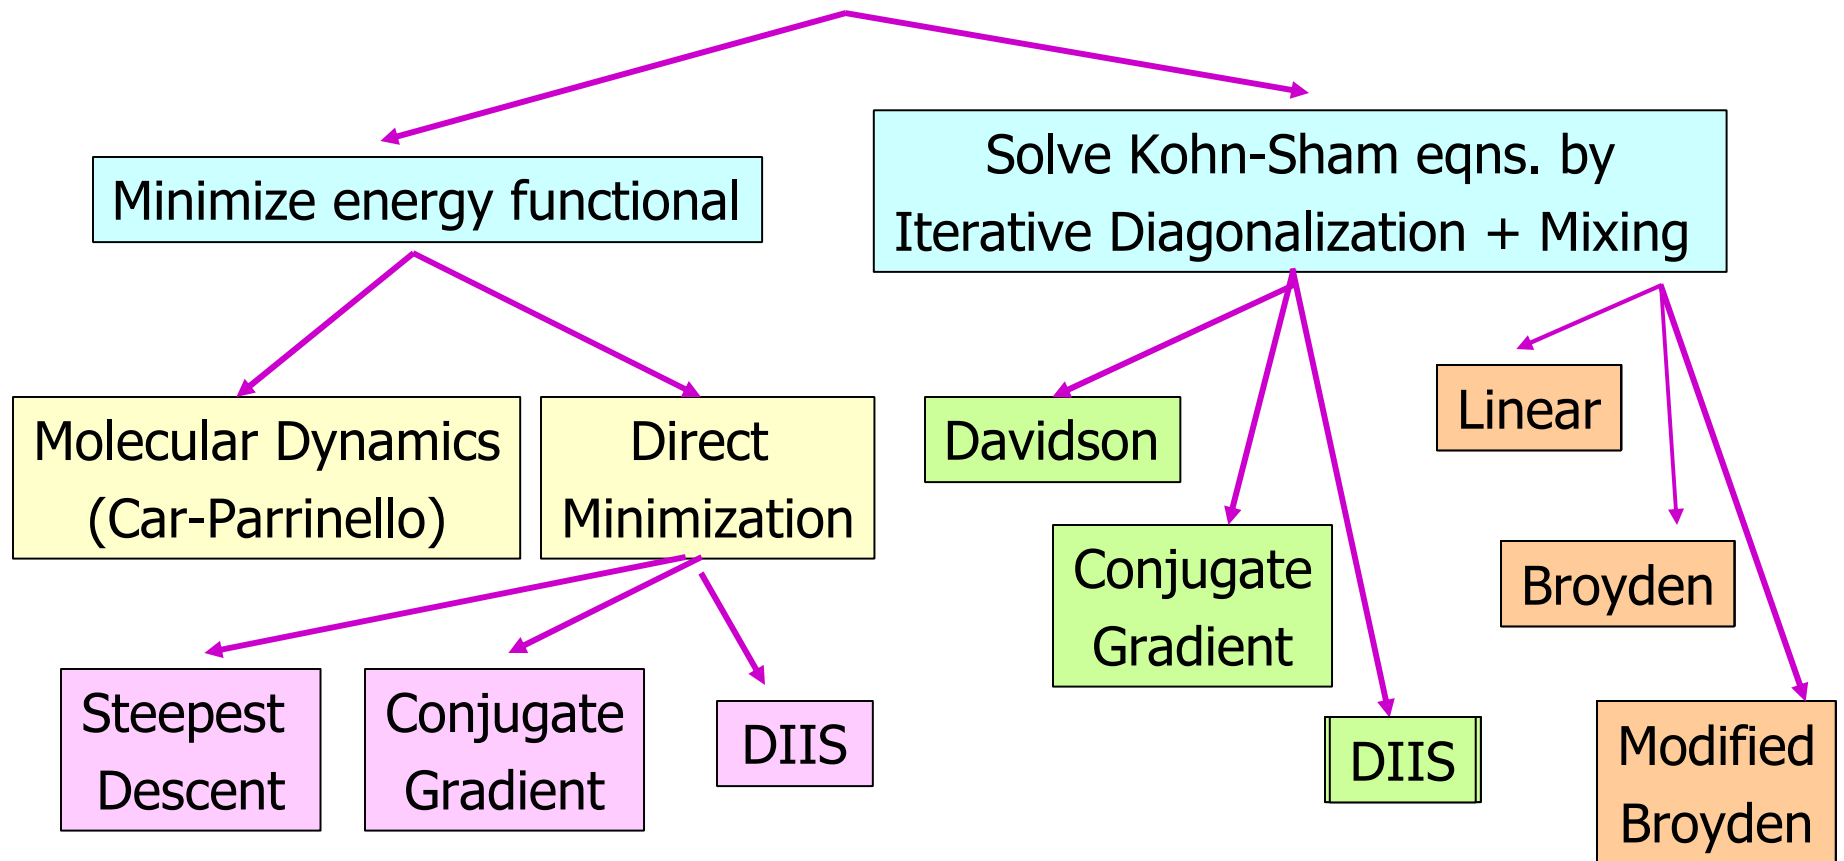 Minimize energy functional
Solve Kohn-Sham eqns. by
Iterative Diagonalization + Mixing
Molecular Dynamics
(Car-Parrinello)
Direct
Minimization
Steepest
Descent
Conjugate
Gradient
DIIS
Davidson
Conjugate
Gradient
DIIS
Linear
Broyden
Modified
Broyden